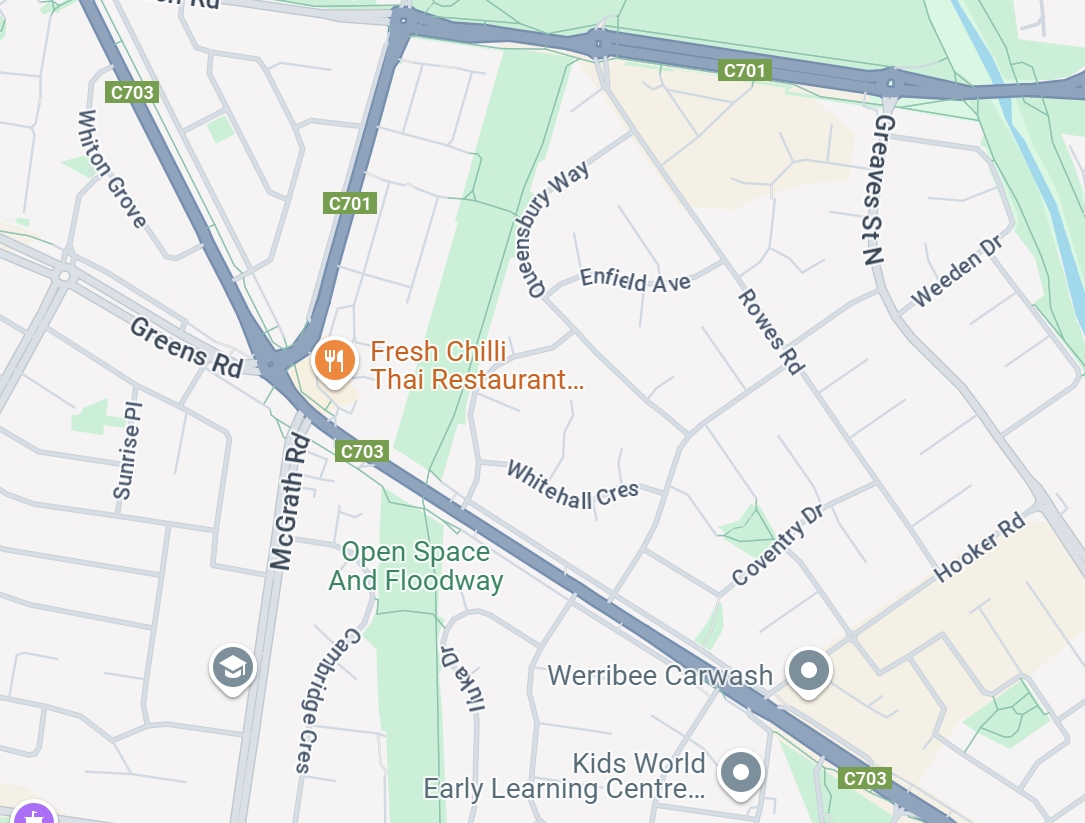 C703
C701
Whiton Grove
C701
Greaves St N
Queensbury Way
Enfield Ave
Weeden Dr
Rowes Rd
Greens Rd
Fresh Chilli
Thai Restaurant...
Sunrise Pl
McGrath Rd
C703
Whitehall Cres
Coventry Dr
Hooker Rd
Open Space
And Floodway
Cambridge Cres
Iluka Dr
Werribee Carwash
Kids World
Early Learning Centre...
C703